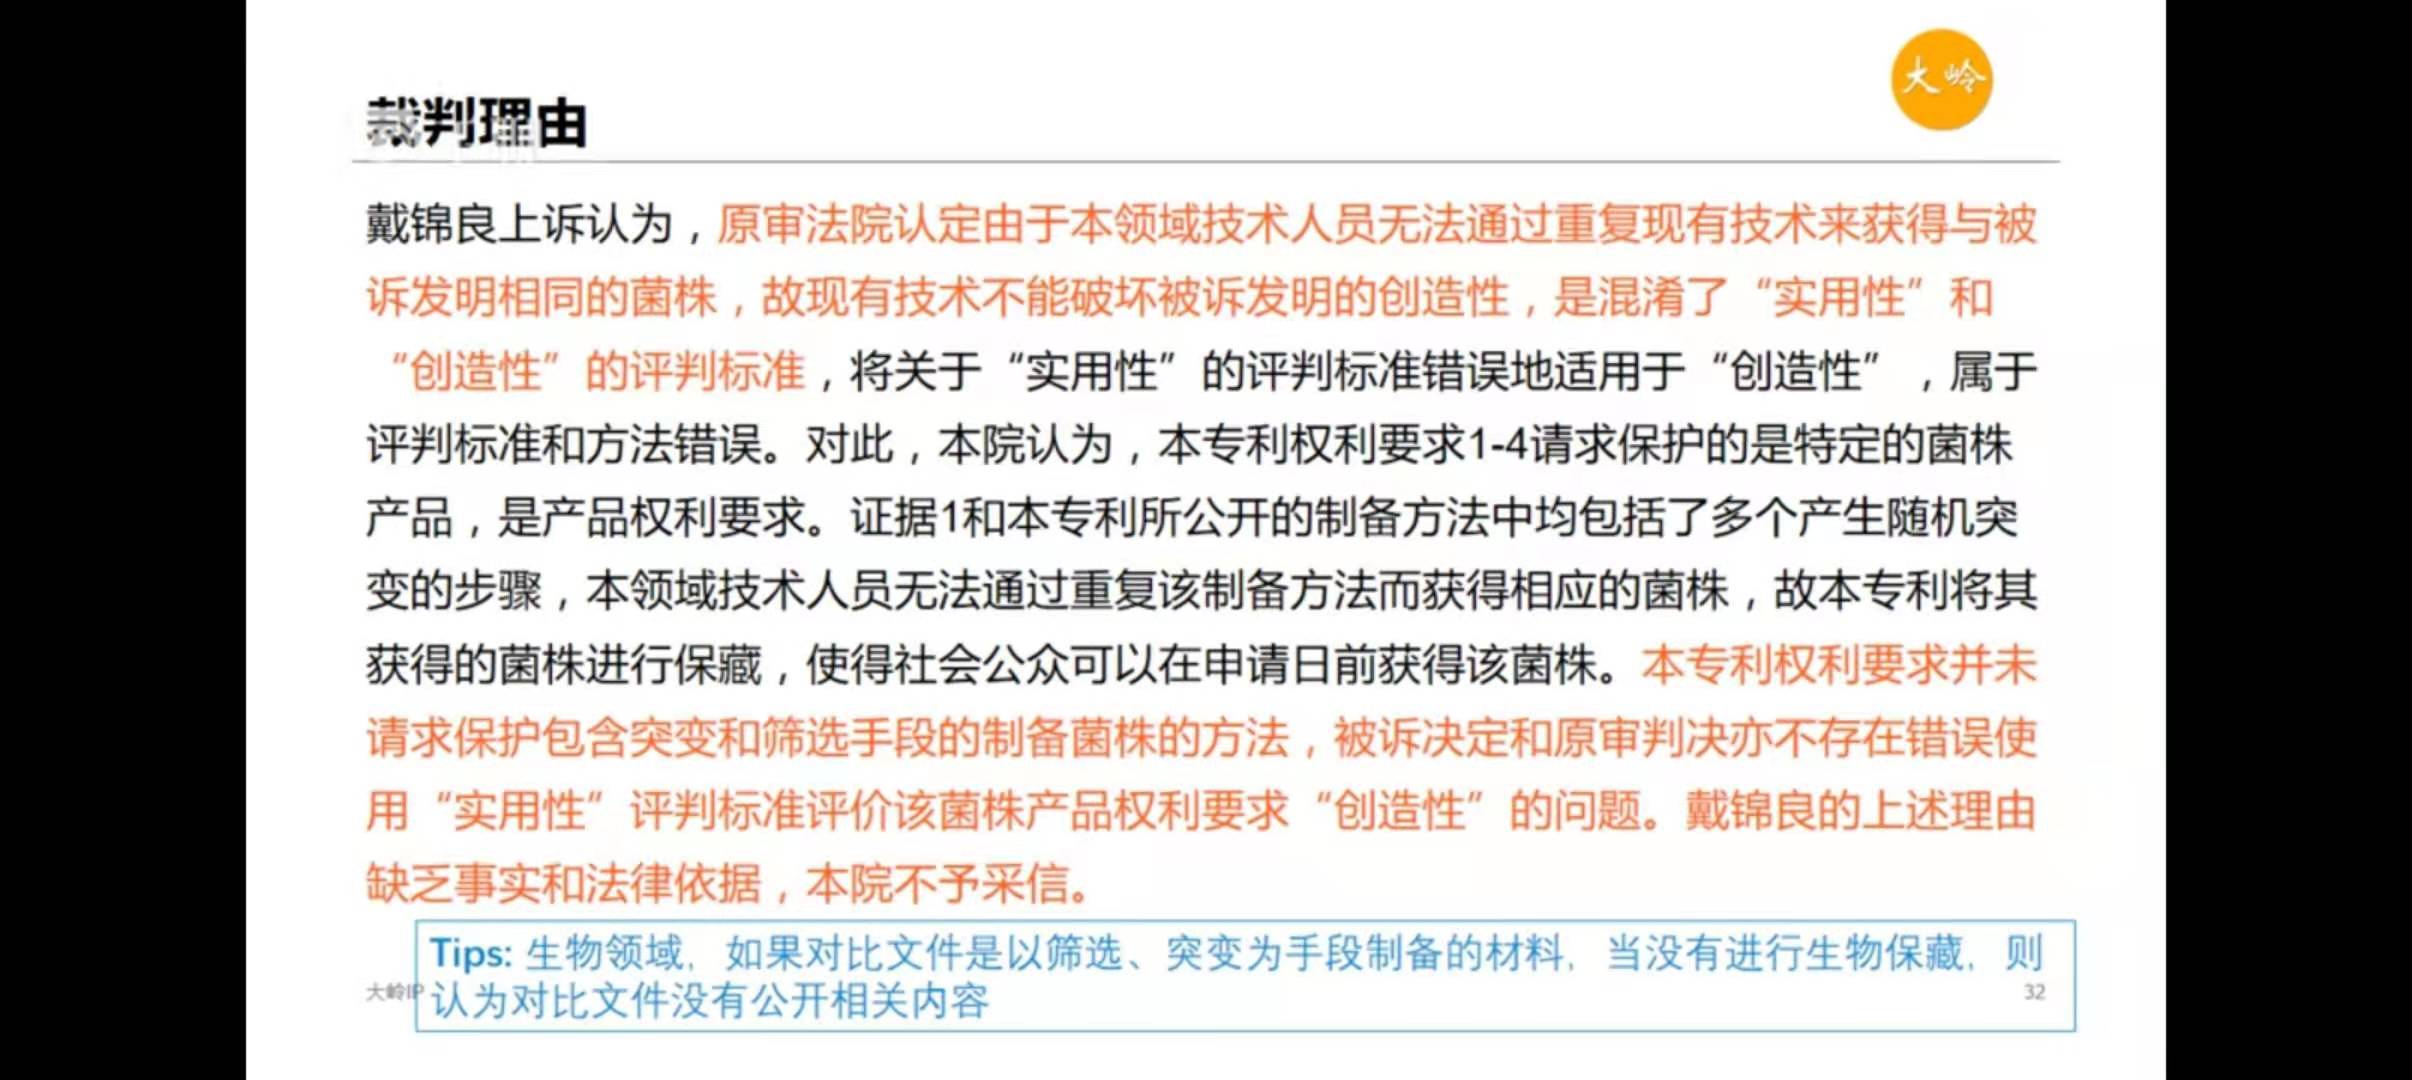 大岭
裁判理由
戴锦良上诉认为，原审法院认定由于本领域技术人员无法通过重复现有技术来获得与被
诉发明相同的菌株，故现有技术不能破坏被诉发明的创造性，是混淆了“实用性”和
“创造性”的评判标准，将关于“实用性”的评判标准错误地适用于“创造性”，属于
评判标准和方法错误。对此，本院认为，本专利权利要求1-4请求保护的是特定的菌株
产品，是产品权利要求。证据1和本专利所公开的制备方法中均包括了多个产生随机突
变的步骤，本领域技术人员无法通过重复该制备方法而获得相应的菌株，故本专利将其
获得的菌株进行保藏，使得社会公众可以在申请日前获得该菌株。本专利权利要求并未
请求保护包含突变和筛选手段的制备菌株的方法，被诉决定和原审判决亦不存在错误使
用“实用性”评判标准评价该菌株产品权利要求“创造性”的问题。戴锦良的上述理由
缺乏事实和法律依据，本院不予采信。
Tips: 生物领域，如果对比文件是以筛选、突变为手段制备的材料，当没有进行生物保藏，则
认为对比文件没有公开相关内容
大岭IP
32